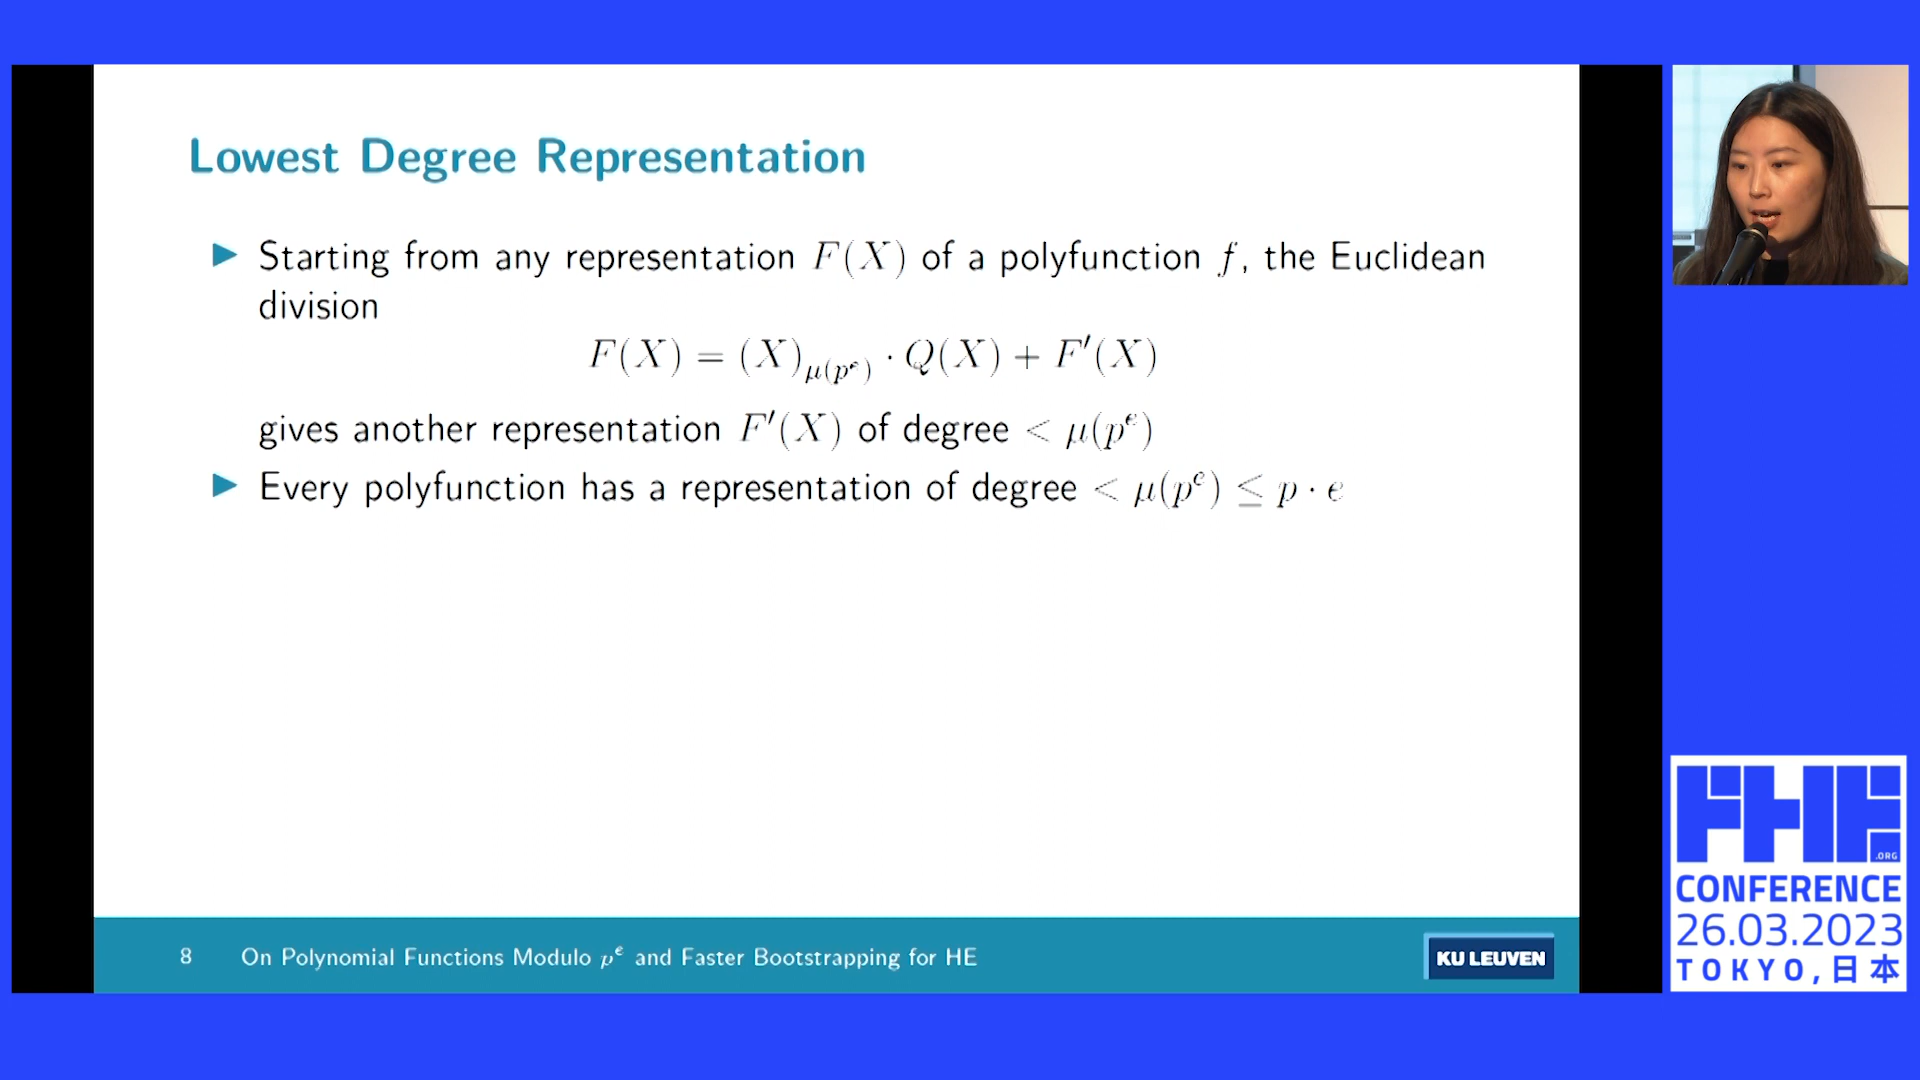 Lowest Degree Representation
▶ Starting from any representation F(X) of a polyfunction f, the Euclidean
division
F(X) = (X)_{μ(p^e)} · Q(X) + F′(X)
gives another representation F′(X) of degree < μ(p^e)
▶ Every polyfunction has a representation of degree < μ(p^e) ≤ p · e
8 On Polynomial Functions Modulo p^e and Faster Bootstrapping for HE
KU LEUVEN
FHE
.ORG
CONFERENCE
26.03.2023
TOKYO, 日本